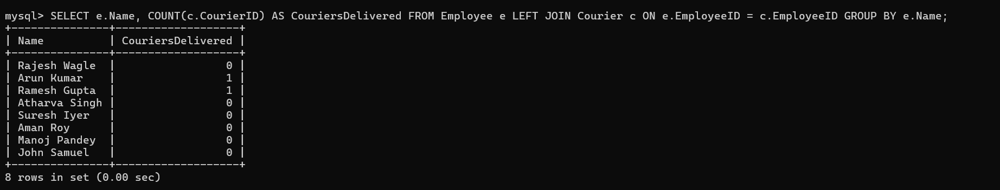 mysql> SELECT e.Name, COUNT(c.CourierID) AS CouriersDelivered FROM Employee e LEFT JOIN Courier c ON e.EmployeeID = c.EmployeeID GROUP BY e.Name;
+---------------+-------------------+
| Name          | CouriersDelivered |
+---------------+-------------------+
| Rajesh Wagle  |                 0 |
| Arun Kumar    |                 1 |
| Ramesh Gupta  |                 1 |
| Atharva Singh |                 0 |
| Suresh Iyer   |                 0 |
| Aman Roy      |                 0 |
| Manoj Pandey  |                 0 |
| John Samuel   |                 0 |
+---------------+-------------------+
8 rows in set (0.00 sec)